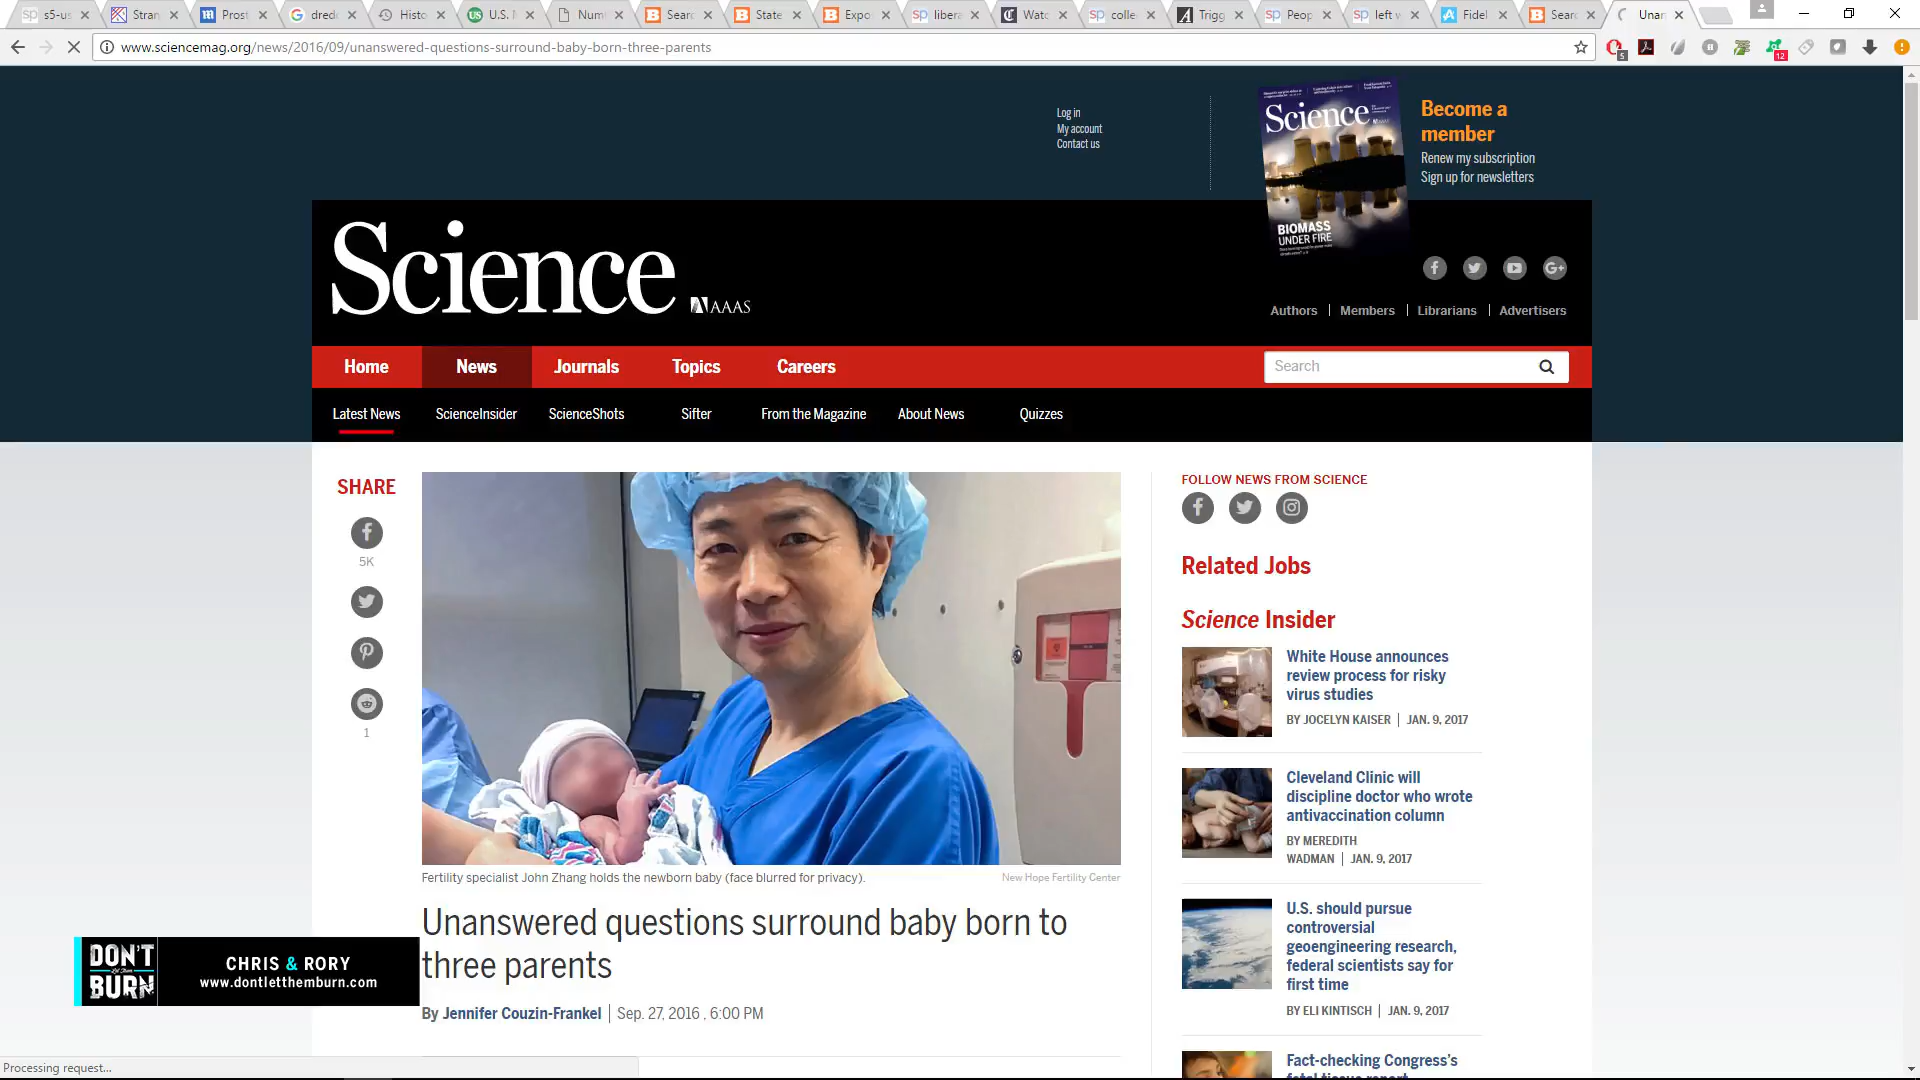 s5-us
Stran
Prost
dred
Histo
U.S. N
Num
Searc
State
Expo
libera
Watc
colle
Trigg
Peop
left w
Fidel
Searc
Unan
www.sciencemag.org/news/2016/09/unanswered-questions-surround-baby-born-three-parents
5
12
Log in
My account
Contact us
Science
BIOMASS
UNDER FIRE
Become a
member
Renew my subscription
Sign up for newsletters
Science AAAS
Authors | Members | Librarians | Advertisers
Home News Journals Topics Careers
Search
Latest News ScienceInsider ScienceShots Sifter From the Magazine About News Quizzes
SHARE
5K
1
Fertility specialist John Zhang holds the newborn baby (face blurred for privacy).
New Hope Fertility Center
Unanswered questions surround baby born to
three parents
By Jennifer Couzin-Frankel | Sep. 27, 2016 , 6:00 PM
FOLLOW NEWS FROM SCIENCE
Related Jobs
Science Insider
White House announces
review process for risky
virus studies
BY JOCELYN KAISER | JAN. 9, 2017
Cleveland Clinic will
discipline doctor who wrote
antivaccination column
BY MEREDITH
WADMAN | JAN. 9, 2017
U.S. should pursue
controversial
geoengineering research,
federal scientists say for
first time
BY ELI KINTISCH | JAN. 9, 2017
Fact-checking Congress's
fetal tissue report
DON'T
Let Them
BURN
CHRIS & RORY
www.dontletthemburn.com
Processing request...